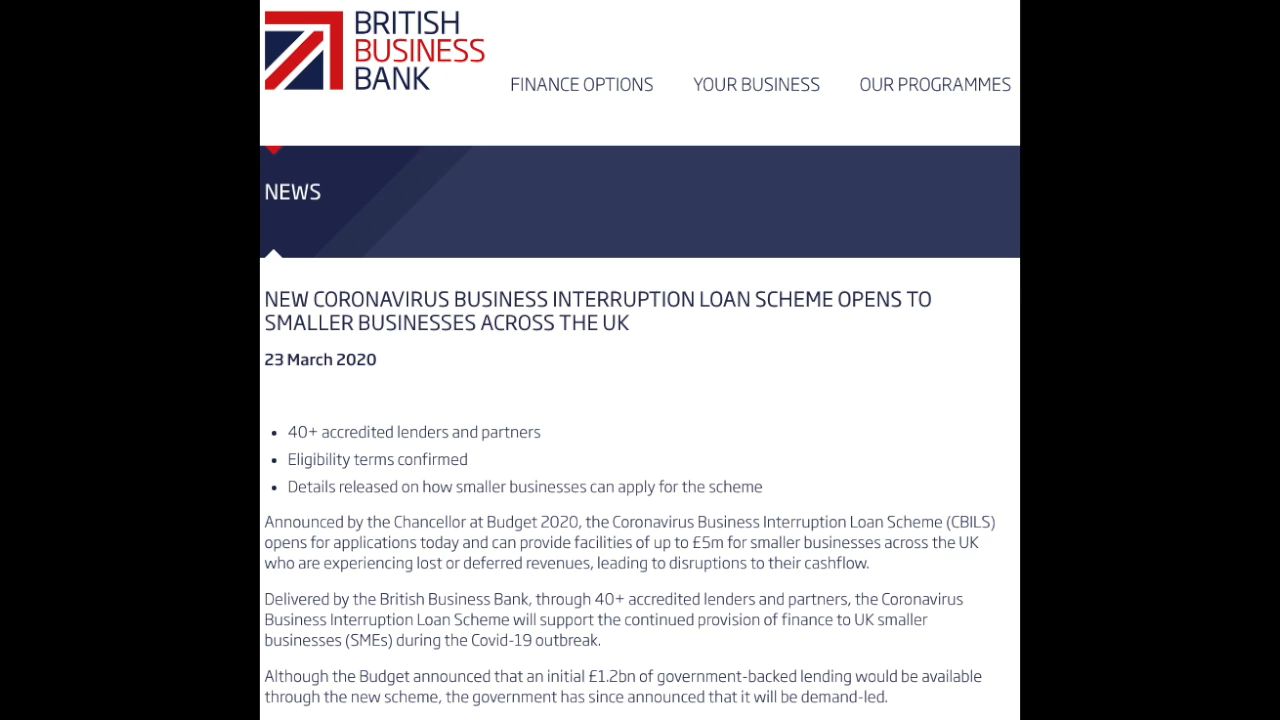 BRITISH
BUSINESS
BANK
FINANCE OPTIONS YOUR BUSINESS OUR PROGRAMMES
NEWS
NEW CORONAVIRUS BUSINESS INTERRUPTION LOAN SCHEME OPENS TO
SMALLER BUSINESSES ACROSS THE UK
23 March 2020
• 40+ accredited lenders and partners
• Eligibility terms confirmed
• Details released on how smaller businesses can apply for the scheme
Announced by the Chancellor at Budget 2020, the Coronavirus Business Interruption Loan Scheme (CBILS)
opens for applications today and can provide facilities of up to £5m for smaller businesses across the UK
who are experiencing lost or deferred revenues, leading to disruptions to their cashflow.
Delivered by the British Business Bank, through 40+ accredited lenders and partners, the Coronavirus
Business Interruption Loan Scheme will support the continued provision of finance to UK smaller
businesses (SMEs) during the Covid-19 outbreak.
Although the Budget announced that an initial £1.2bn of government-backed lending would be available
through the new scheme, the government has since announced that it will be demand-led.